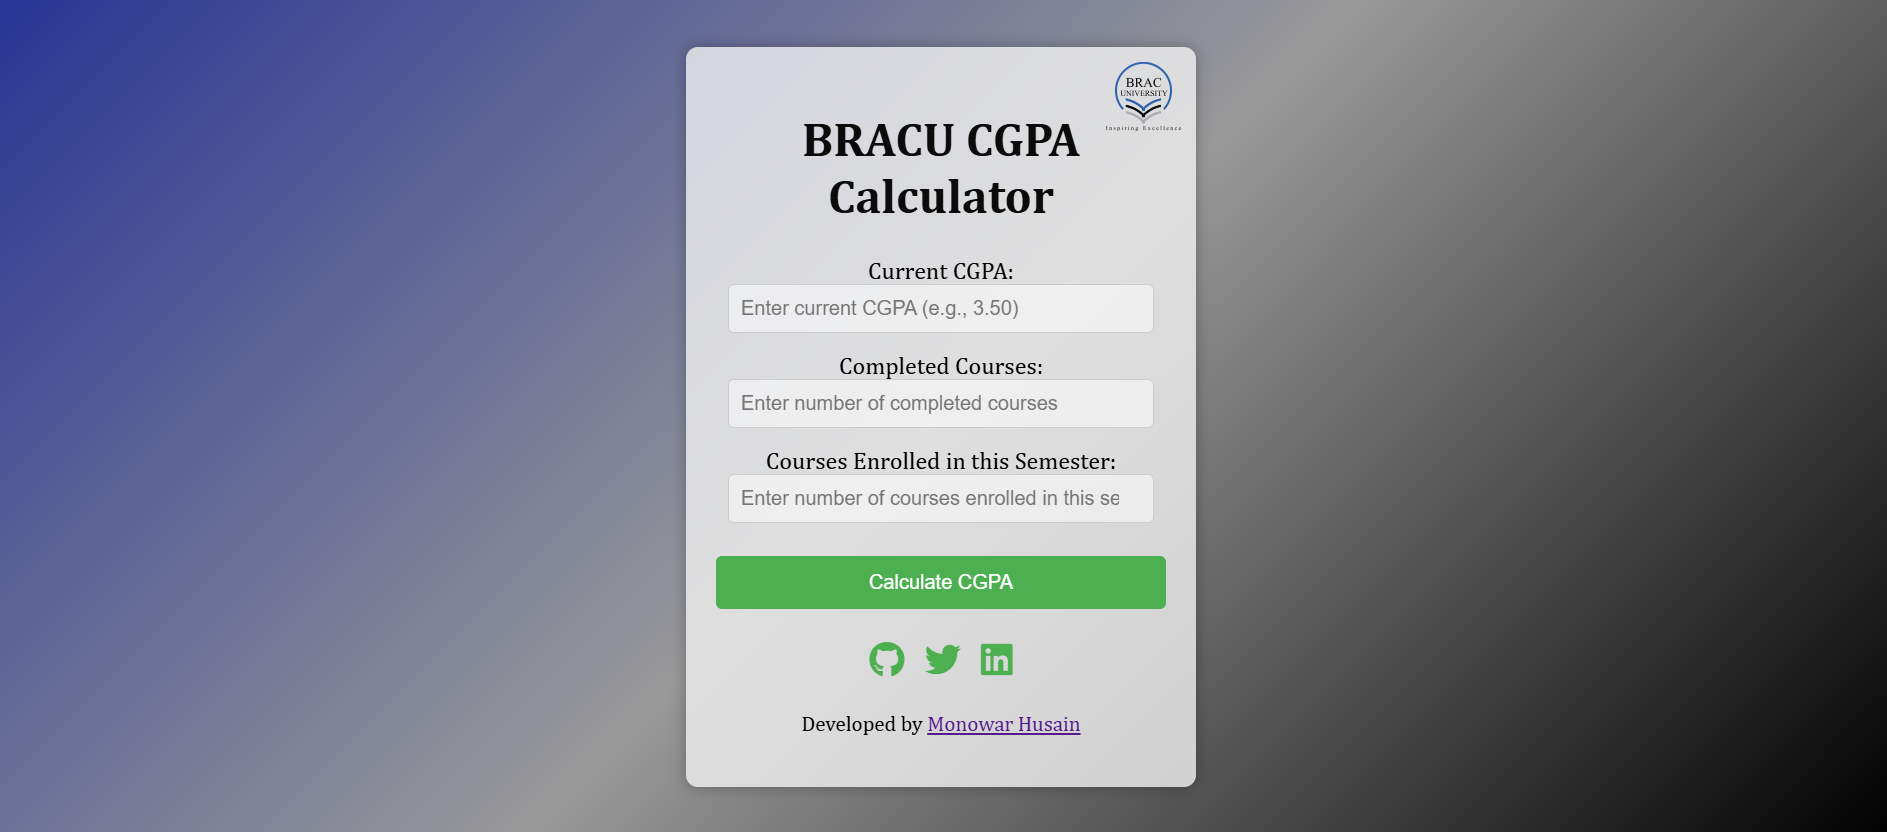 BRAC
UNIVERSITY
Inspiring Excellence
BRACU CGPA
Calculator
Current CGPA:
Enter current CGPA (e.g., 3.50)
Completed Courses:
Enter number of completed courses
Courses Enrolled in this Semester:
Enter number of courses enrolled in this se
Calculate CGPA
in
Developed by Monowar Husain